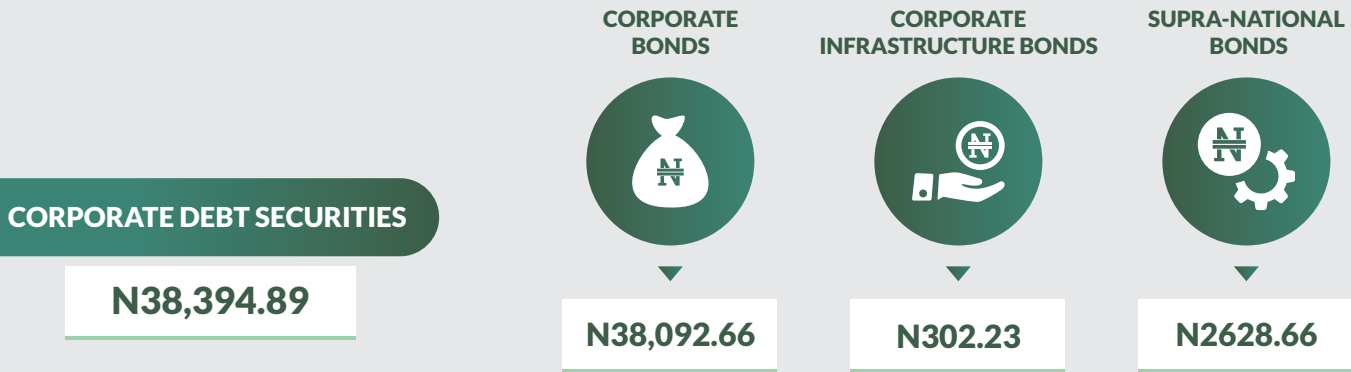 CORPORATE DEBT SECURITIES
N38,394.89
CORPORATE
BONDS
N38,092.66
CORPORATE
INFRASTRUCTURE BONDS
N302.23
SUPRA-NATIONAL
BONDS
N2628.66